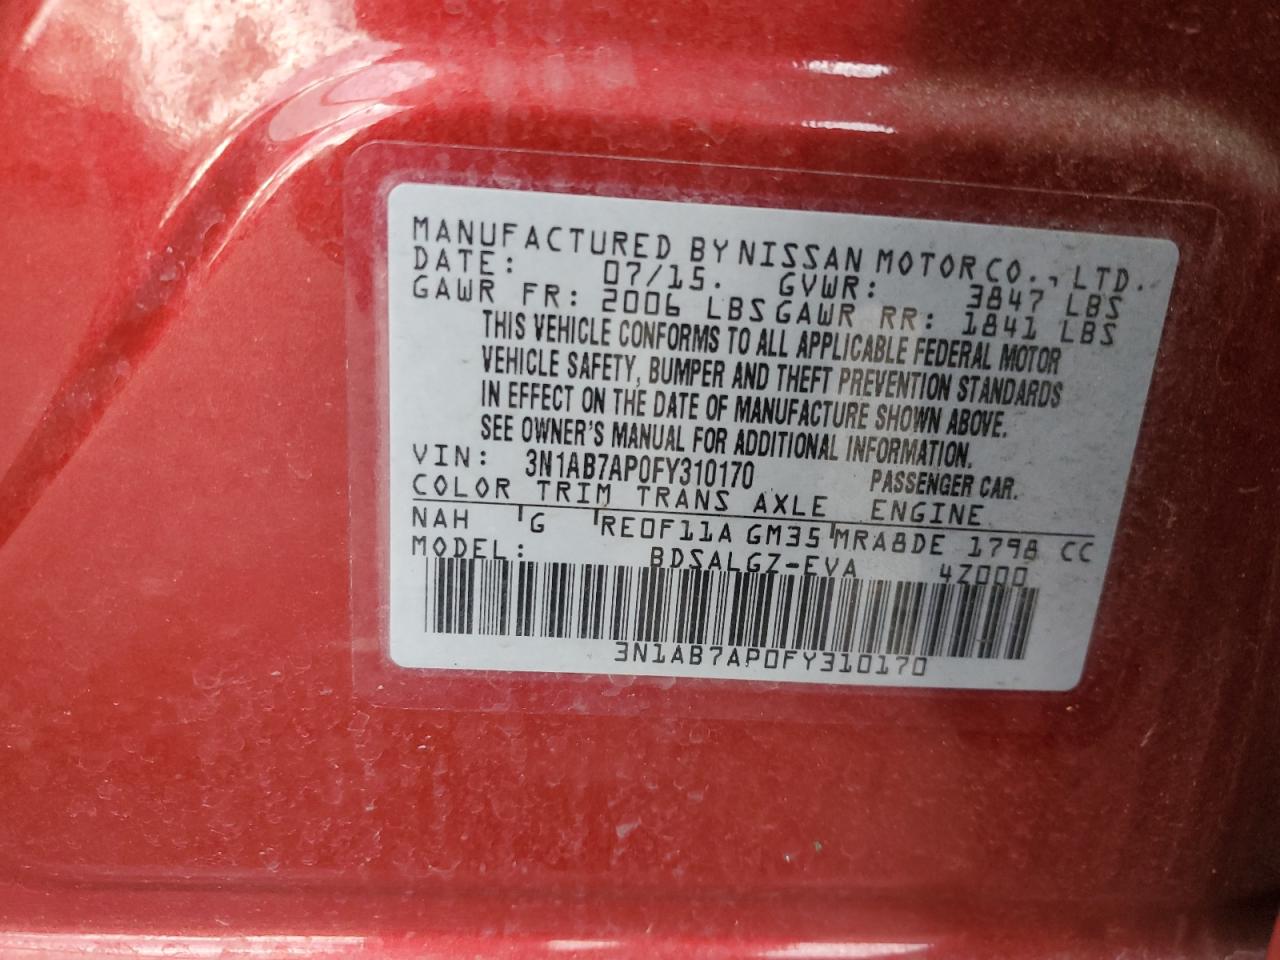 MANUFACTURED BY NISSAN MOTOR CO., LTD.
DATE: 07/15. GVWR: 3847 LBS
GAWR FR: 2006 LBS GAWR RR: 1841 LBS
THIS VEHICLE CONFORMS TO ALL APPLICABLE FEDERAL MOTOR
VEHICLE SAFETY, BUMPER AND THEFT PREVENTION STANDARDS
IN EFFECT ON THE DATE OF MANUFACTURE SHOWN ABOVE.
SEE OWNER'S MANUAL FOR ADDITIONAL INFORMATION.
VIN: 3N1AB7AP0FY310170 PASSENGER CAR.
COLOR TRIM TRANS AXLE ENGINE
NAH G RE0F11A GM35 MRA8DE 1798 CC
MODEL: BDSALGZ-EVA 4Z000
3N1AB7AP0FY310170